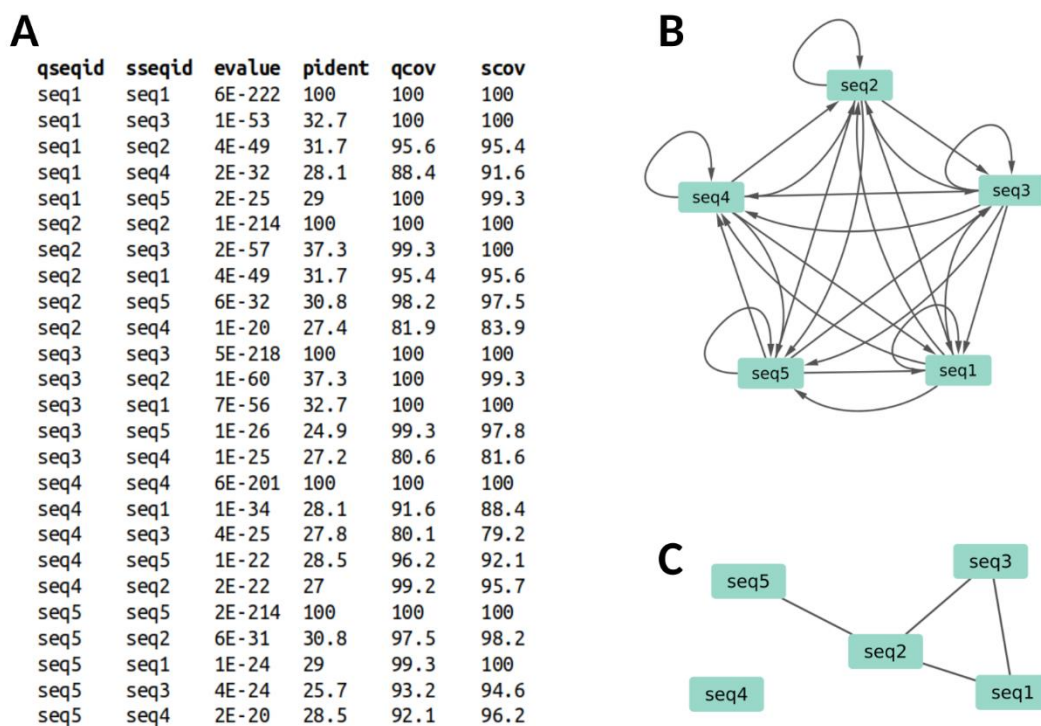 A
qseqid sseqid evalue pident qcov scov
seq1 seq1 6E-222 100 100 100
seq1 seq3 1E-53 32.7 100 100
seq1 seq2 4E-49 31.7 95.6 95.4
seq1 seq4 2E-32 28.1 88.4 91.6
seq1 seq5 2E-25 29 100 99.3
seq2 seq2 1E-214 100 100 100
seq2 seq3 2E-57 37.3 99.3 100
seq2 seq1 4E-49 31.7 95.4 95.6
seq2 seq5 6E-32 30.8 98.2 97.5
seq2 seq4 1E-20 27.4 81.9 83.9
seq3 seq3 5E-218 100 100 100
seq3 seq2 1E-60 37.3 100 99.3
seq3 seq1 7E-56 32.7 100 100
seq3 seq5 1E-26 24.9 99.3 97.8
seq3 seq4 1E-25 27.2 80.6 81.6
seq4 seq4 6E-201 100 100 100
seq4 seq1 1E-34 28.1 91.6 88.4
seq4 seq3 4E-25 27.8 80.1 79.2
seq4 seq5 1E-22 28.5 96.2 92.1
seq4 seq2 2E-22 27 99.2 95.7
seq5 seq5 2E-214 100 100 100
seq5 seq2 6E-31 30.8 97.5 98.2
seq5 seq1 1E-24 29 99.3 100
seq5 seq3 4E-24 25.7 93.2 94.6
seq5 seq4 2E-20 28.5 92.1 96.2
B
seq2
seq4
seq3
seq5
seq1
C
seq3
seq5
seq2
seq4
seq1